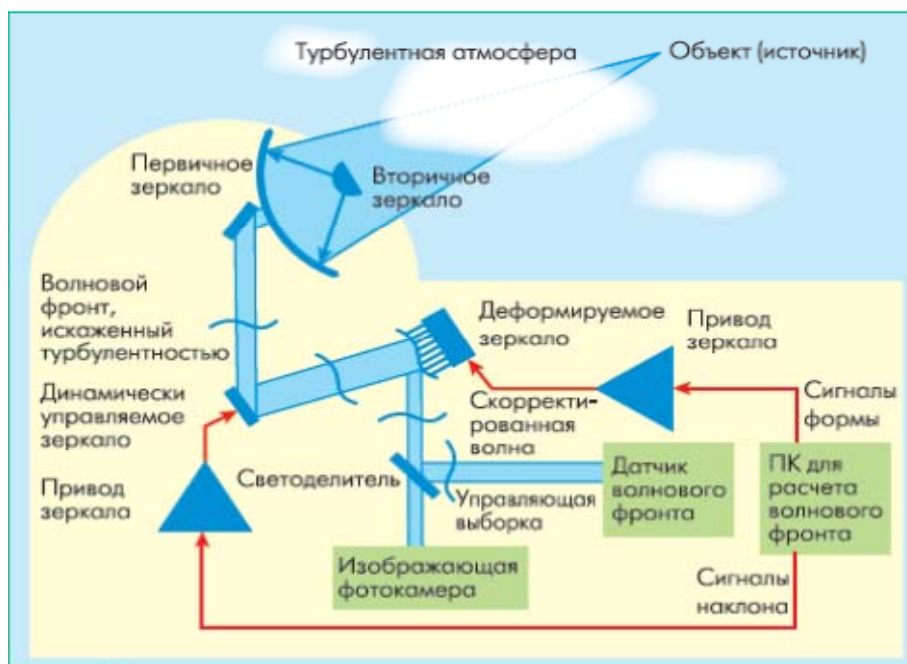 Турбулентная атмосфера
Объект (источник)
Первичное
зеркало
Вторичное
зеркало
Волновой
фронт,
искаженный
турбулентностью
Деформируемое
зеркало
Привод
зеркала
Динамически
управляемое
зеркало
Скорректи-
рованная
волна
Сигналы
формы
Привод
зеркала
Светоделитель
Управляющая
выборка
Датчик
волнового
фронта
ПК для
расчета
волнового
фронта
Изображающая
фотокамера
Сигналы
наклона